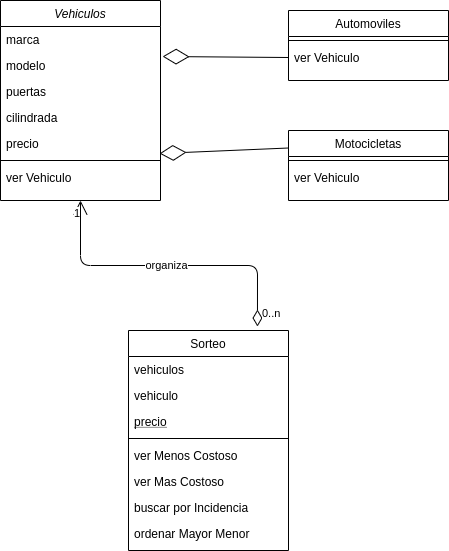 Vehiculos
marca
modelo
puertas
cilindrada
precio
ver Vehiculo
Automoviles
ver Vehiculo
Motocicletas
ver Vehiculo
1
organiza
0..n
Sorteo
vehiculos
vehiculo
precio
ver Menos Costoso
ver Mas Costoso
buscar por Incidencia
ordenar Mayor Menor